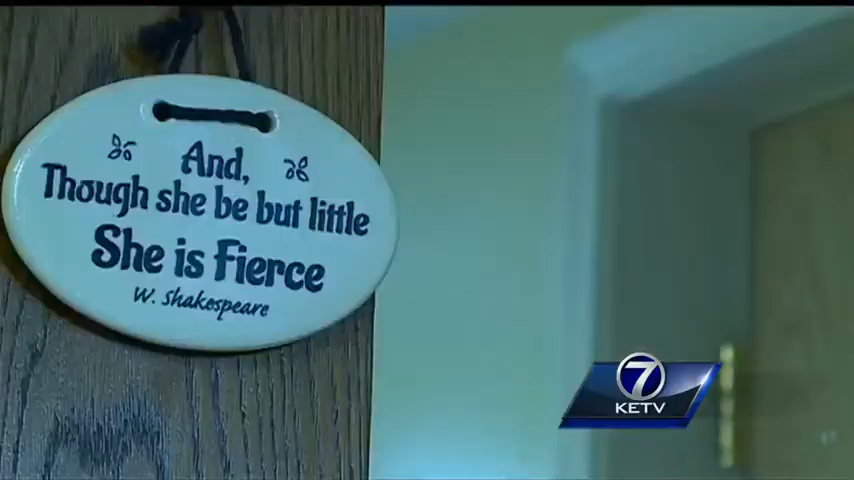 And,
Though she be but little
She is Fierce
W. Shakespeare
7
KETV